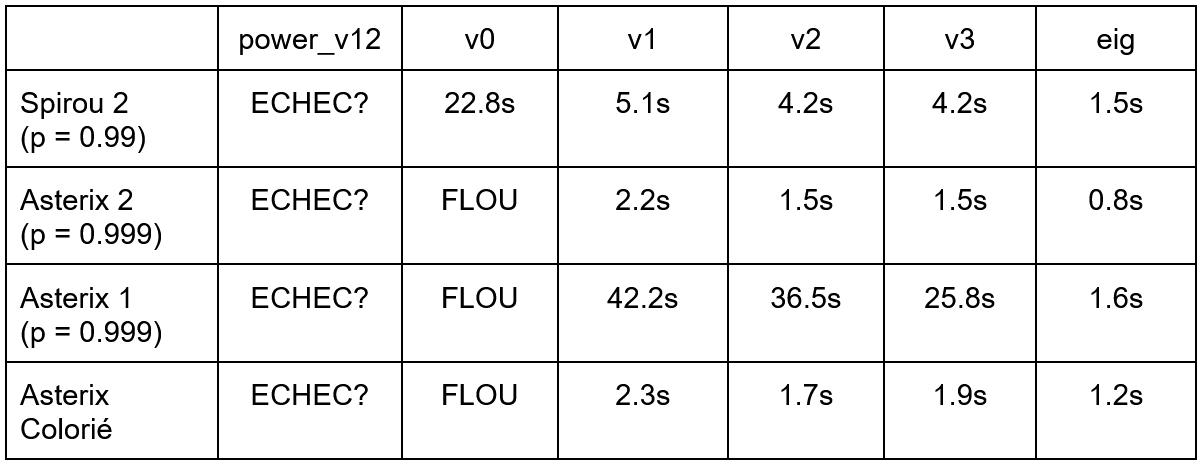 power_v12 v0 v1 v2 v3 eig
Spirou 2 ECHEC? 22.8s 5.1s 4.2s 4.2s 1.5s
(p = 0.99)
Asterix 2 ECHEC? FLOU 2.2s 1.5s 1.5s 0.8s
(p = 0.999)
Asterix 1 ECHEC? FLOU 42.2s 36.5s 25.8s 1.6s
(p = 0.999)
Asterix ECHEC? FLOU 2.3s 1.7s 1.9s 1.2s
Colorié